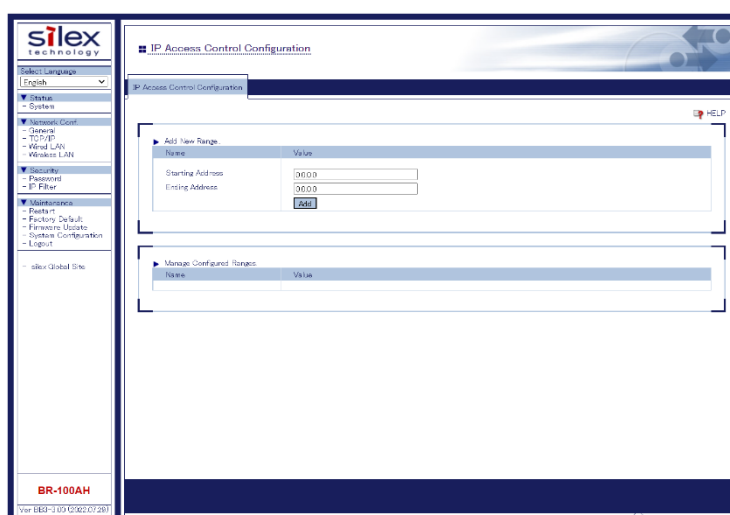 silex
technology
Select Language
English
▼ Status
- System
▼ Network Conf.
- General
- TCP/IP
- Wired LAN
- Wireless LAN
▼ Security
- Password
- IP Filter
▼ Maintenance
- Restart
- Factory Default
- Firmware Update
- System Configuration
- Logout
- silex Global Site
BR-100AH
IP Access Control Configuration
IP Access Control Configuration
HELP
▶ Add New Range.
Name Value
Starting Address 0.0.0.0
Ending Address 0.0.0.0
Add
▶ Manage Configured Ranges.
Name Value